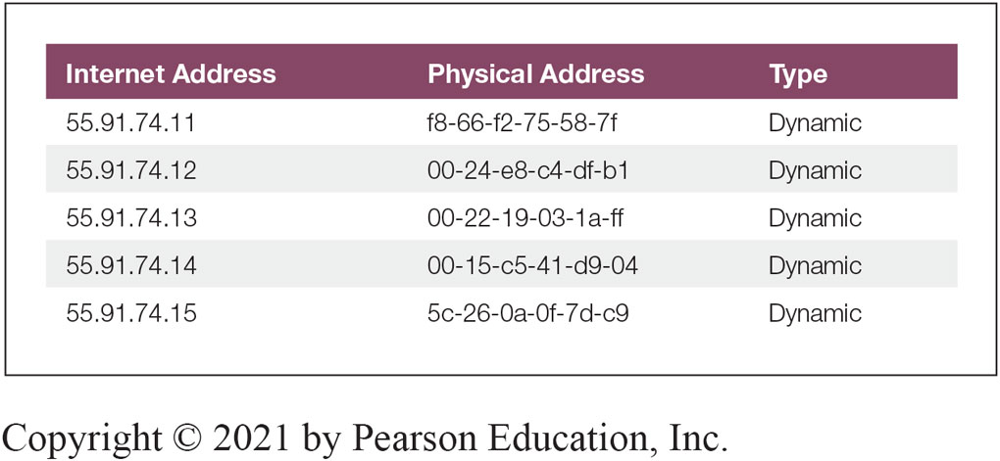 Internet Address Physical Address Type
55.91.74.11 f8-66-f2-75-58-7f Dynamic
55.91.74.12 00-24-e8-c4-df-b1 Dynamic
55.91.74.13 00-22-19-03-1a-ff Dynamic
55.91.74.14 00-15-c5-41-d9-04 Dynamic
55.91.74.15 5c-26-0a-0f-7d-c9 Dynamic
Copyright © 2021 by Pearson Education, Inc.